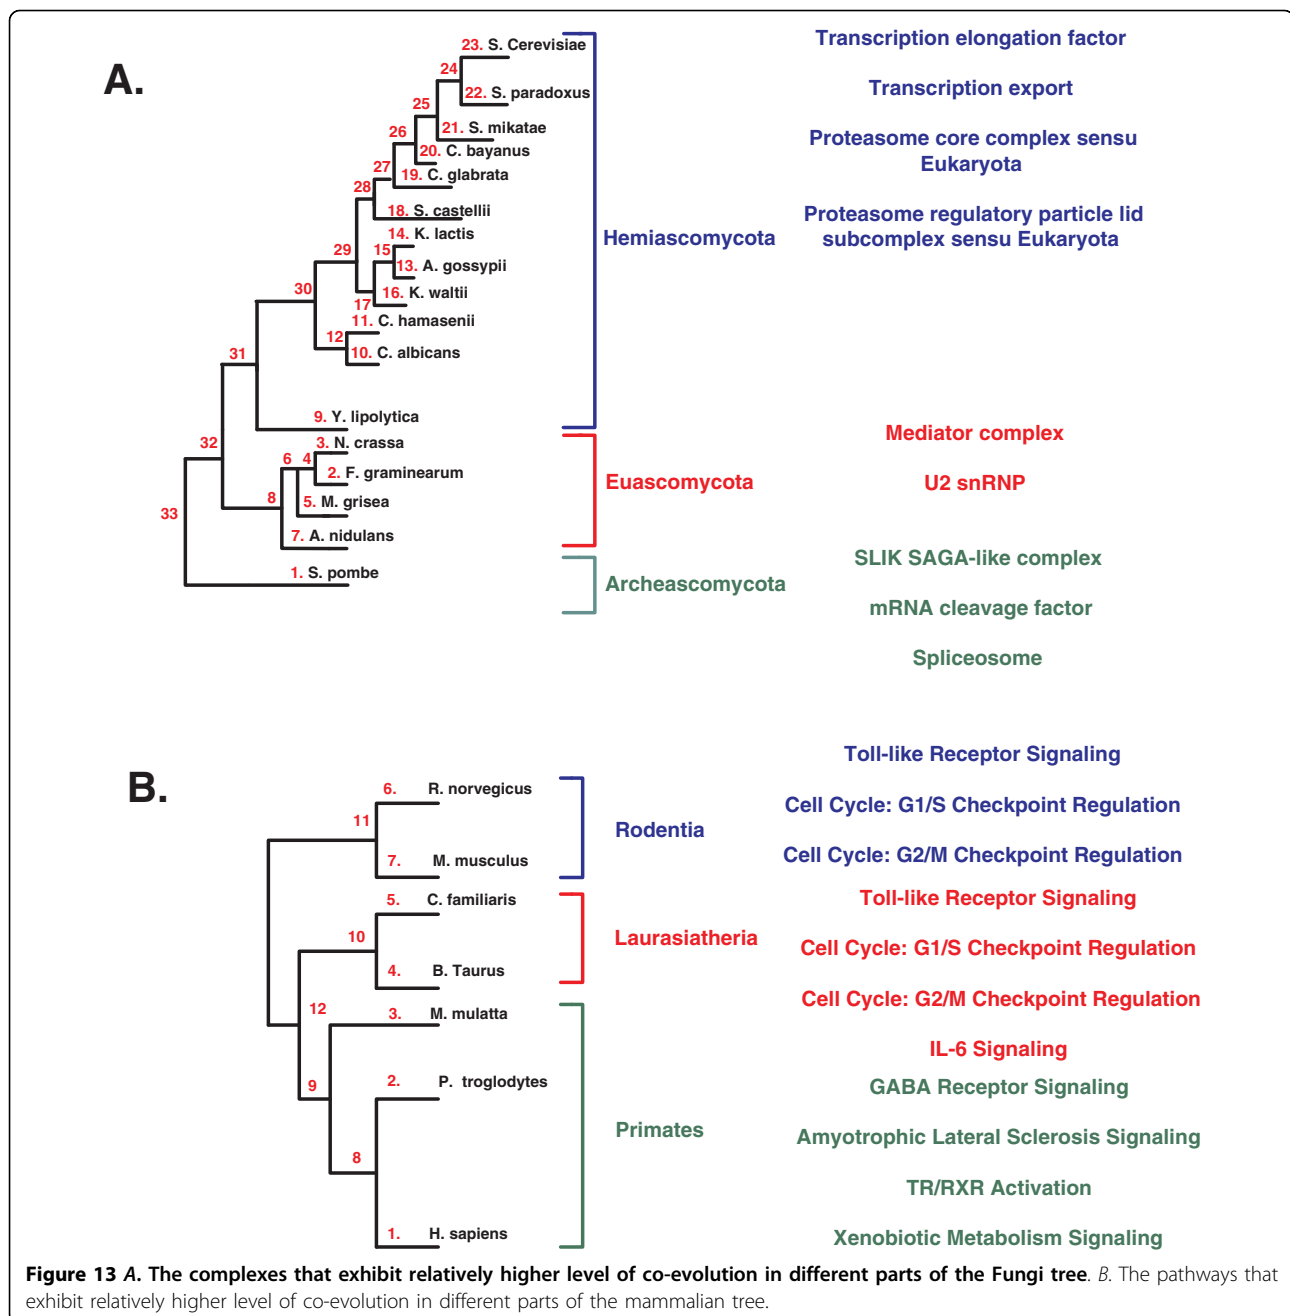 A.
23. S. Cerevisiae
24
22. S. paradoxus
25
21. S. mikatae
26
20. C. bayanus
27
19. C. glabrata
28
18. S. castellii
14. K. lactis
29
15
13. A. gossypii
30
16. K. waltii
17
11. C. hamasenii
12
10. C. albicans
31
9. Y. lipolytica
32
3. N. crassa
6 4
2. F. graminearum
8
5. M. grisea
33
7. A. nidulans
1. S. pombe
Hemiascomycota
Euascomycota
Archeascomycota
Transcription elongation factor
Transcription export
Proteasome core complex sensu
Eukaryota
Proteasome regulatory particle lid
subcomplex sensu Eukaryota
Mediator complex
U2 snRNP
SLIK SAGA-like complex
mRNA cleavage factor
Spliceosome
B.
6. R. norvegicus
11
7. M. musculus
5. C. familiaris
10
4. B. Taurus
12
3. M. mulatta
9
2. P. troglodytes
8
1. H. sapiens
Rodentia
Laurasiatheria
Primates
Toll-like Receptor Signaling
Cell Cycle: G1/S Checkpoint Regulation
Cell Cycle: G2/M Checkpoint Regulation
Toll-like Receptor Signaling
Cell Cycle: G1/S Checkpoint Regulation
Cell Cycle: G2/M Checkpoint Regulation
IL-6 Signaling
GABA Receptor Signaling
Amyotrophic Lateral Sclerosis Signaling
TR/RXR Activation
Xenobiotic Metabolism Signaling
Figure 13 A. The complexes that exhibit relatively higher level of co-evolution in different parts of the Fungi tree. B. The pathways that
exhibit relatively higher level of co-evolution in different parts of the mammalian tree.